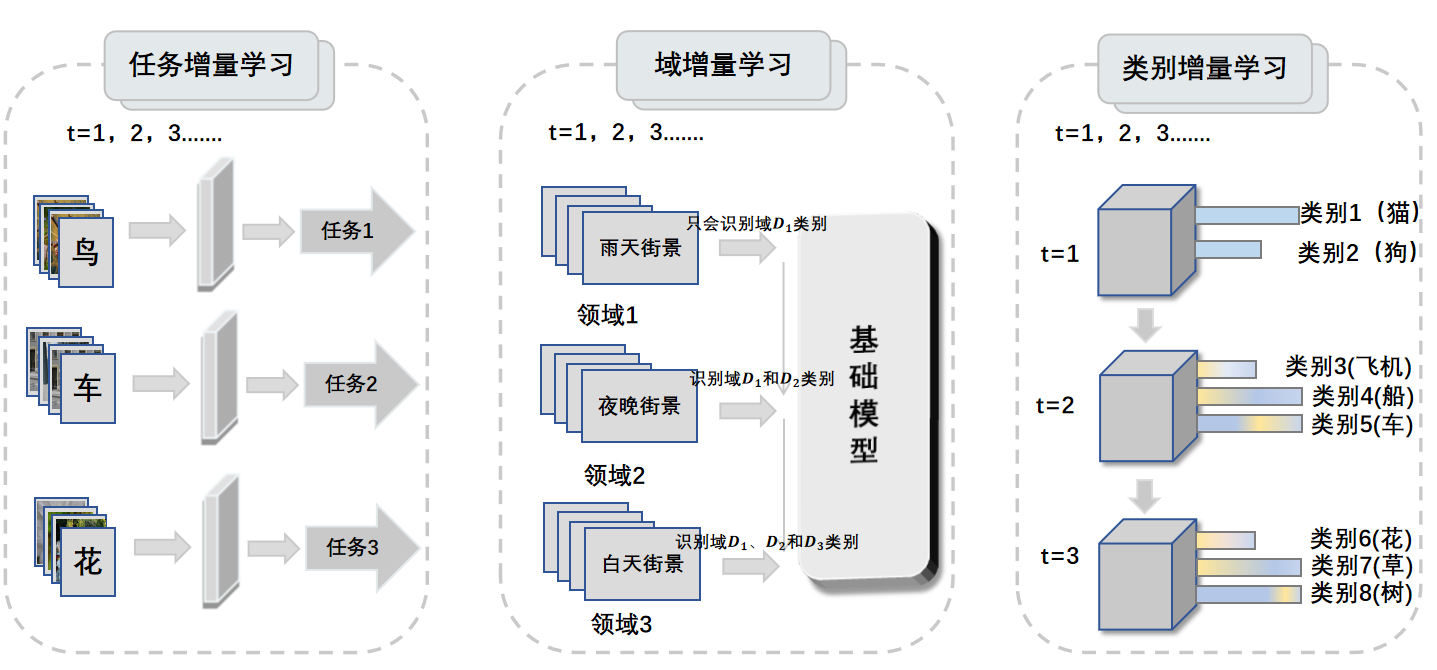 任务增量学习
t=1，2，3.......
鸟
任务1
车
任务2
花
任务3
域增量学习
t=1，2，3.......
雨天街景
只会识别域D₁类别
领域1
夜晚街景
识别域D₁和D₂类别
领域2
白天街景
识别域D₁、D₂和D₃类别
领域3
基
础
模
型
类别增量学习
t=1，2，3.......
t=1
类别1（猫）
类别2（狗）
t=2
类别3(飞机)
类别4(船)
类别5(车)
t=3
类别6(花)
类别7(草)
类别8(树)